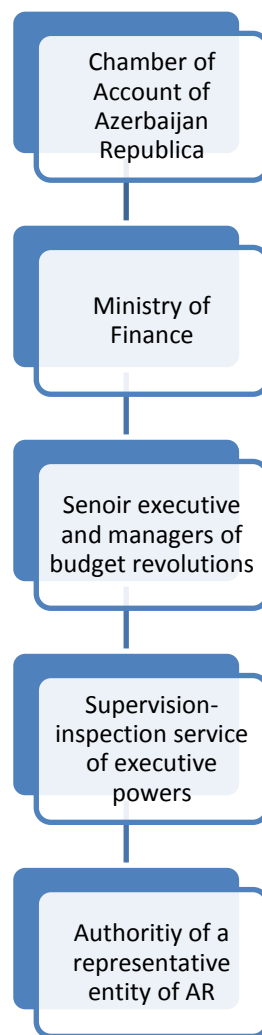 Chamber of
Account of
Azerbaijan
Republica
Ministry of
Finance
Senoir executive
and managers of
budget revolutions
Supervision-
inspection service
of executive
powers
Authoritiy of a
representative
entity of AR